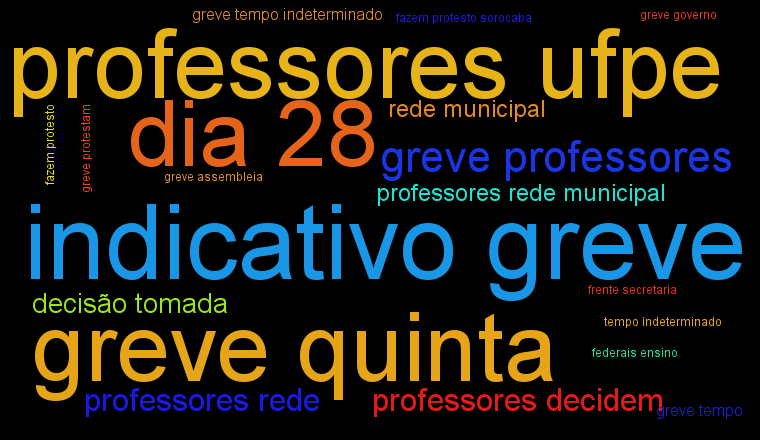 greve tempo indeterminado
fazem protesto sorocaba
greve governo
professores ufpe
dia 28
rede municipal
fazem protesto
greve protestam
greve professores
greve assembleia
professores rede municipal
indicativo greve
frente secretaria
decisão tomada
greve quinta
tempo indeterminado
federais ensino
professores rede
professores decidem
greve tempo